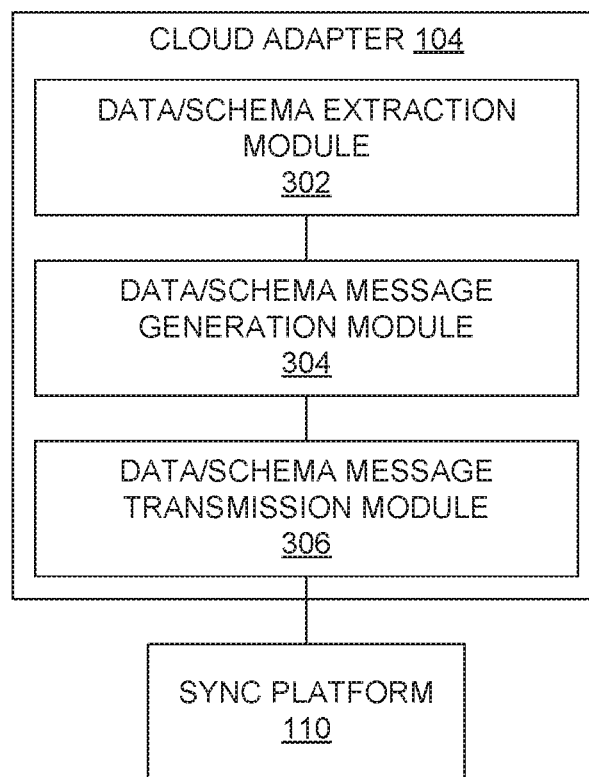 CLOUD ADAPTER 104
DATA/SCHEMA EXTRACTION
MODULE
302
DATA/SCHEMA MESSAGE
GENERATION MODULE
304
DATA/SCHEMA MESSAGE
TRANSMISSION MODULE
306
SYNC PLATFORM
110